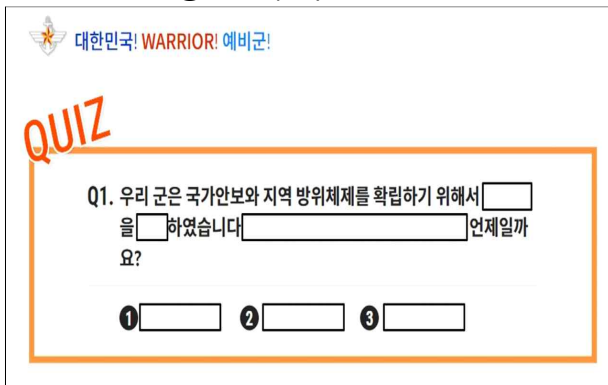 대한민국! WARRIOR! 예비군!
QUIZ
Q1. 우리 군은 국가안보와 지역 방위체제를 확립하기 위해서
을 하였습니다 언제일까
요?
❶ ❷ ❸